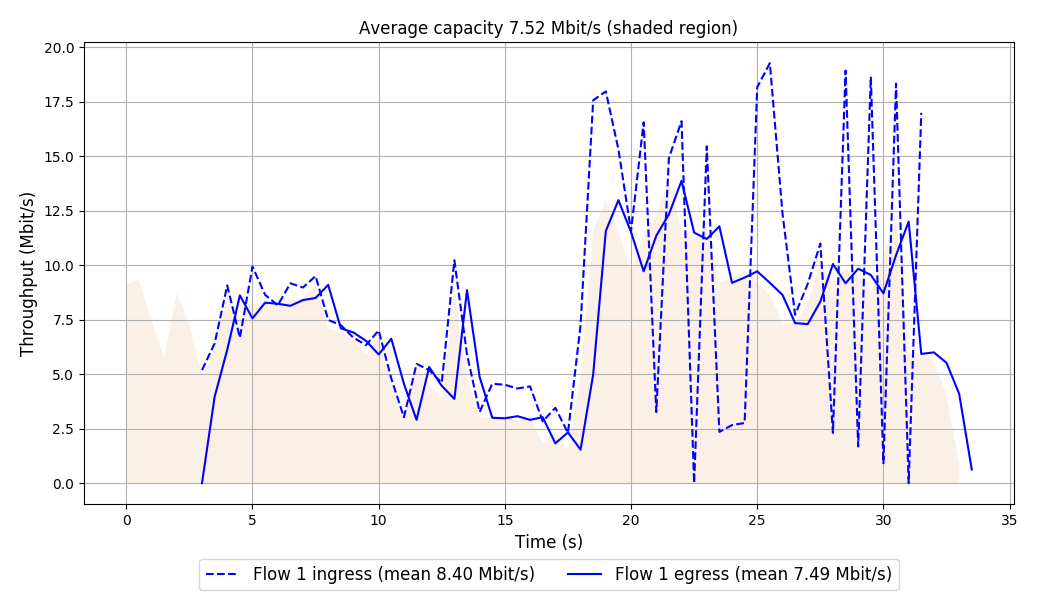 Average capacity 7.52 Mbit/s (shaded region)
Throughput (Mbit/s)
20.0
17.5
15.0
12.5
10.0
7.5
5.0
2.5
0.0
0 5 10 15 20 25 30 35
Time (s)
Flow 1 ingress (mean 8.40 Mbit/s) Flow 1 egress (mean 7.49 Mbit/s)